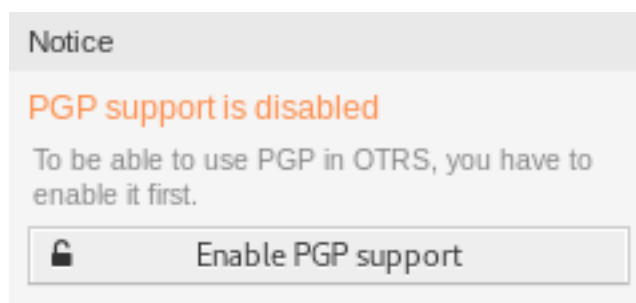 Notice
PGP support is disabled
To be able to use PGP in OTRS, you have to
enable it first.
Enable PGP support